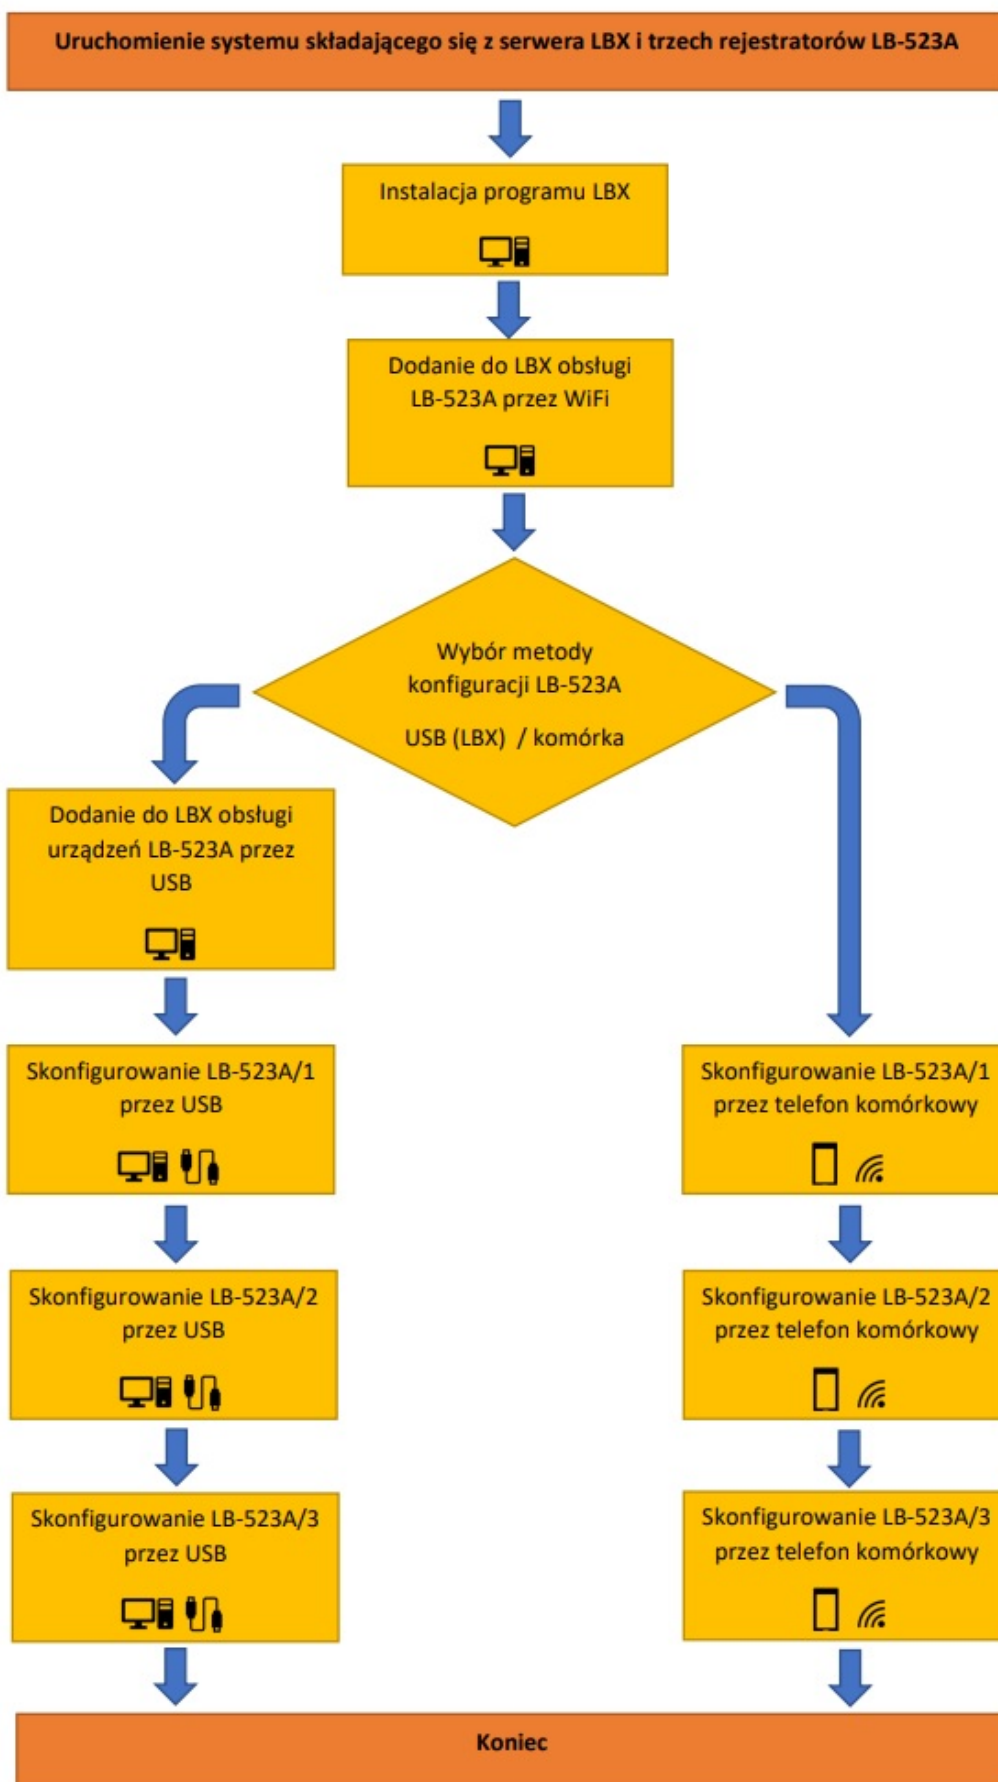 Uruchomienie systemu składającego się z serwera LBX i trzech rejestratorów LB-523A
Instalacja programu LBX
Dodanie do LBX obsługi
LB-523A przez WiFi
Wybór metody
konfiguracji LB-523A
USB (LBX) / komórka
Dodanie do LBX obsługi
urządzeń LB-523A przez
USB
Skonfigurowanie LB-523A/1
przez USB
Skonfigurowanie LB-523A/2
przez USB
Skonfigurowanie LB-523A/3
przez USB
Skonfigurowanie LB-523A/1
przez telefon komórkowy
Skonfigurowanie LB-523A/2
przez telefon komórkowy
Skonfigurowanie LB-523A/3
przez telefon komórkowy
Koniec